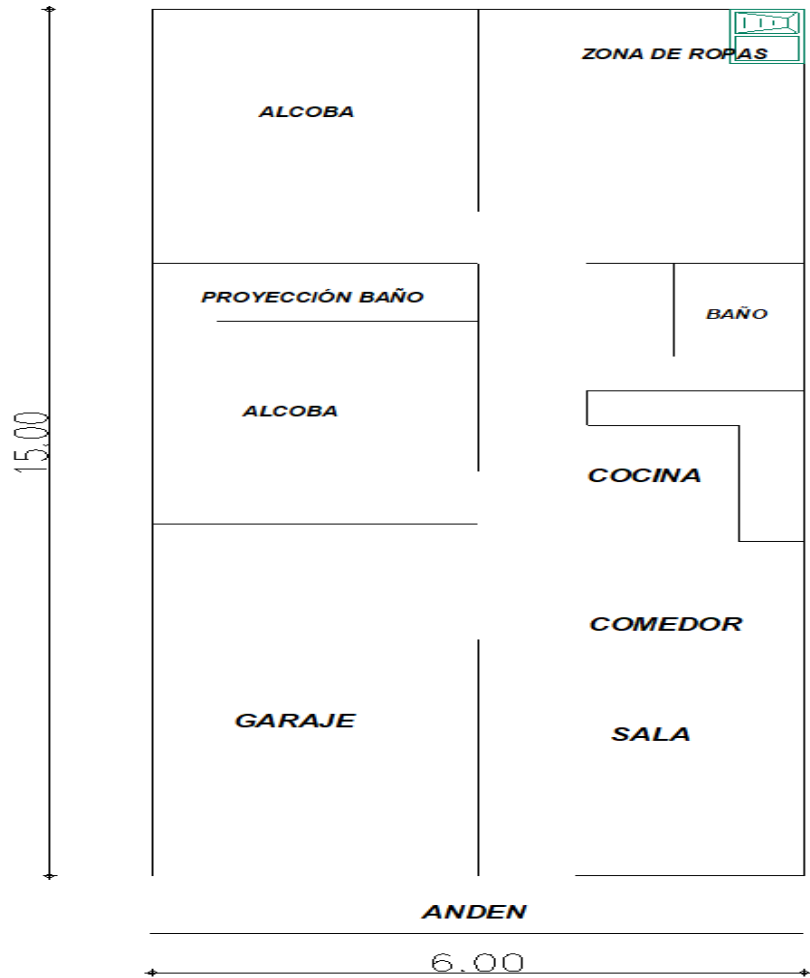 ZONA DE ROPAS
ALCOBA
PROYECCIÓN BAÑO
BAÑO
ALCOBA
15.00
COCINA
COMEDOR
GARAJE
SALA
ANDEN
6.00